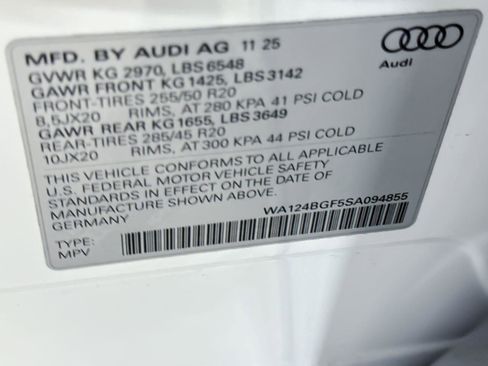 MFD. BY AUDI AG 11 25
GVWR KG 2970, LBS 6548
GAWR FRONT KG 1425, LBS 3142
FRONT-TIRES 255/50 R20
8,5JX20 RIMS, AT 280 KPA 41 PSI COLD
GAWR REAR KG 1655, LBS 3649
REAR-TIRES 285/45 R20
10JX20 RIMS, AT 300 KPA 44 PSI COLD
THIS VEHICLE CONFORMS TO ALL APPLICABLE
U.S. FEDERAL MOTOR VEHICLE SAFETY
STANDARDS IN EFFECT ON THE DATE OF
MANUFACTURE SHOWN ABOVE.
GERMANY
WA124BGF5SA094855
TYPE:
MPV
Audi